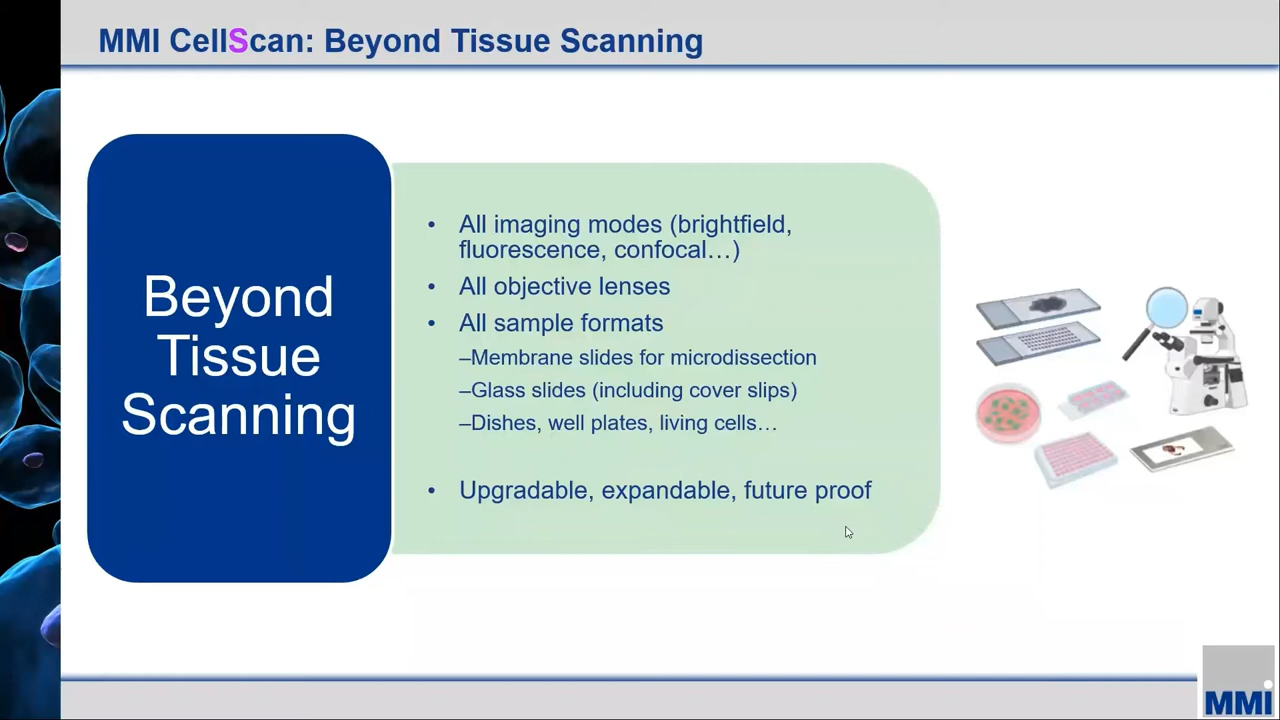 MMI CellScan: Beyond Tissue Scanning
Beyond
Tissue
Scanning
• All imaging modes (brightfield,
fluorescence, confocal…)
• All objective lenses
• All sample formats
–Membrane slides for microdissection
–Glass slides (including cover slips)
–Dishes, well plates, living cells…
• Upgradable, expandable, future proof
MMI